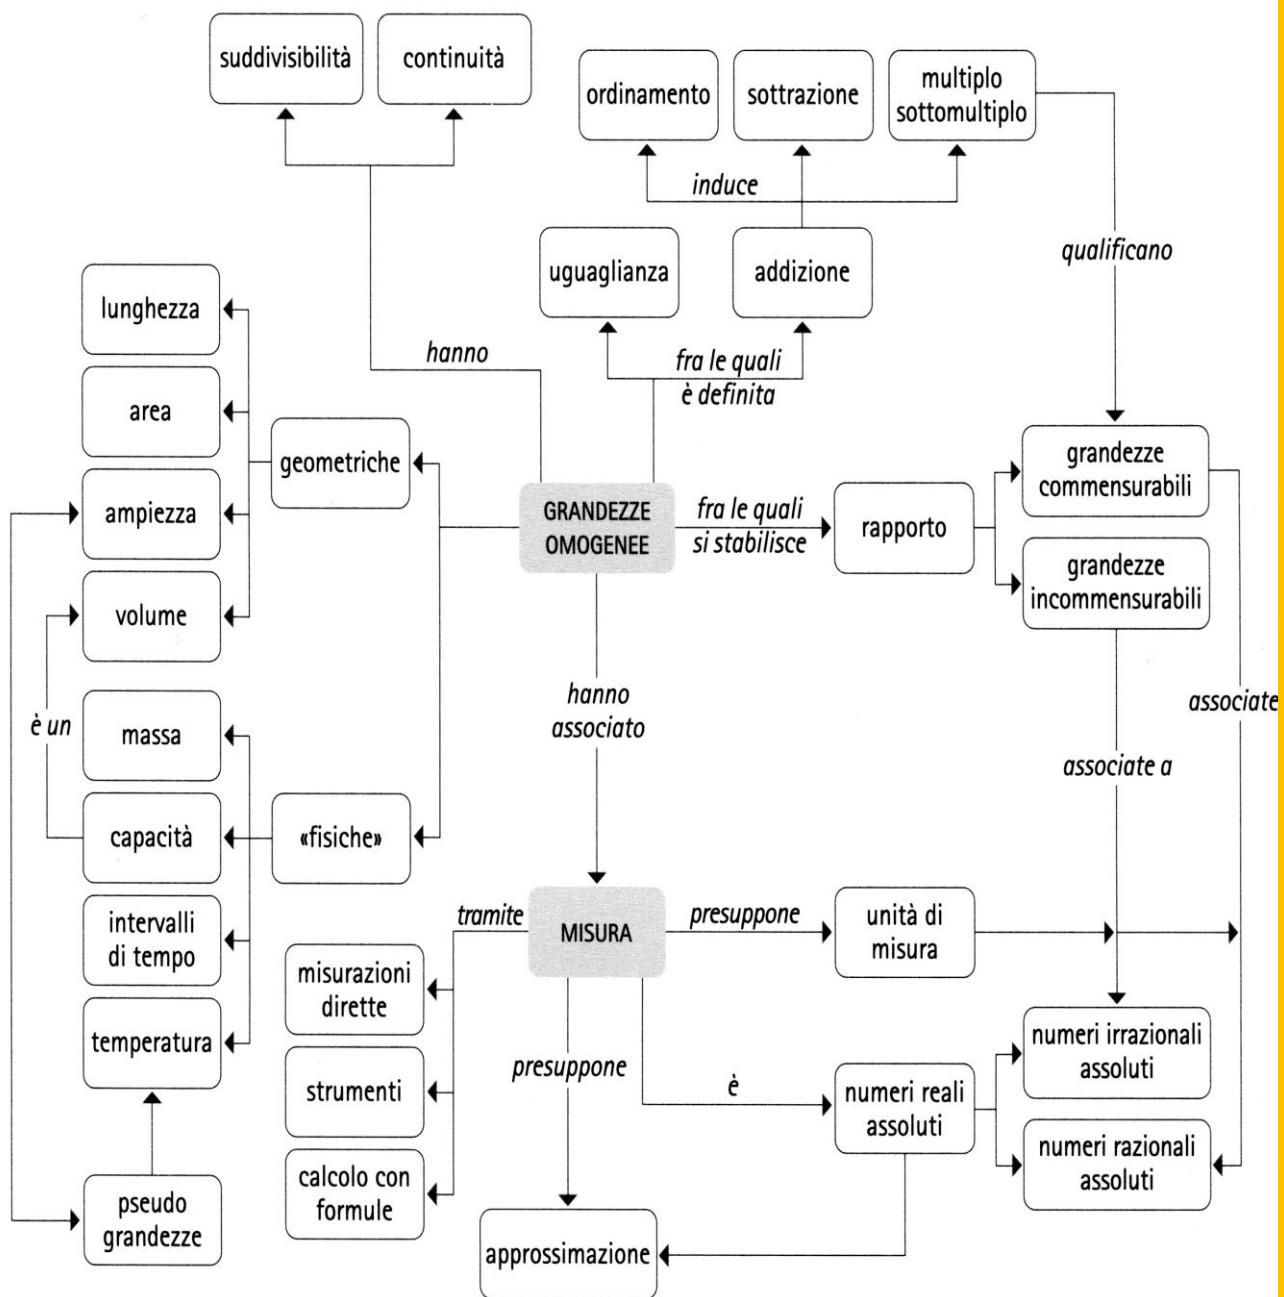 suddivisibilità
continuità
ordinamento
sottrazione
multiplo
sottomultiplo
induce
uguaglianza
addizione
qualificano
lunghezza
hanno
fra le quali
è definita
area
geometriche
grandezze
commensurabili
ampiezza
GRANDEZZE
OMOGENEE
fra le quali
si stabilisce
rapporto
grandezze
incommensurabili
volume
è un
hanno
associato
associate
massa
associate a
capacità
«fisiche»
intervalli
di tempo
tramite
MISURA
presuppone
unità di
misura
misurazioni
dirette
temperatura
presuppone
strumenti
è
numeri reali
assoluti
numeri irrazionali
assoluti
numeri razionali
assoluti
calcolo con
formule
pseudo
grandezze
approssimazione